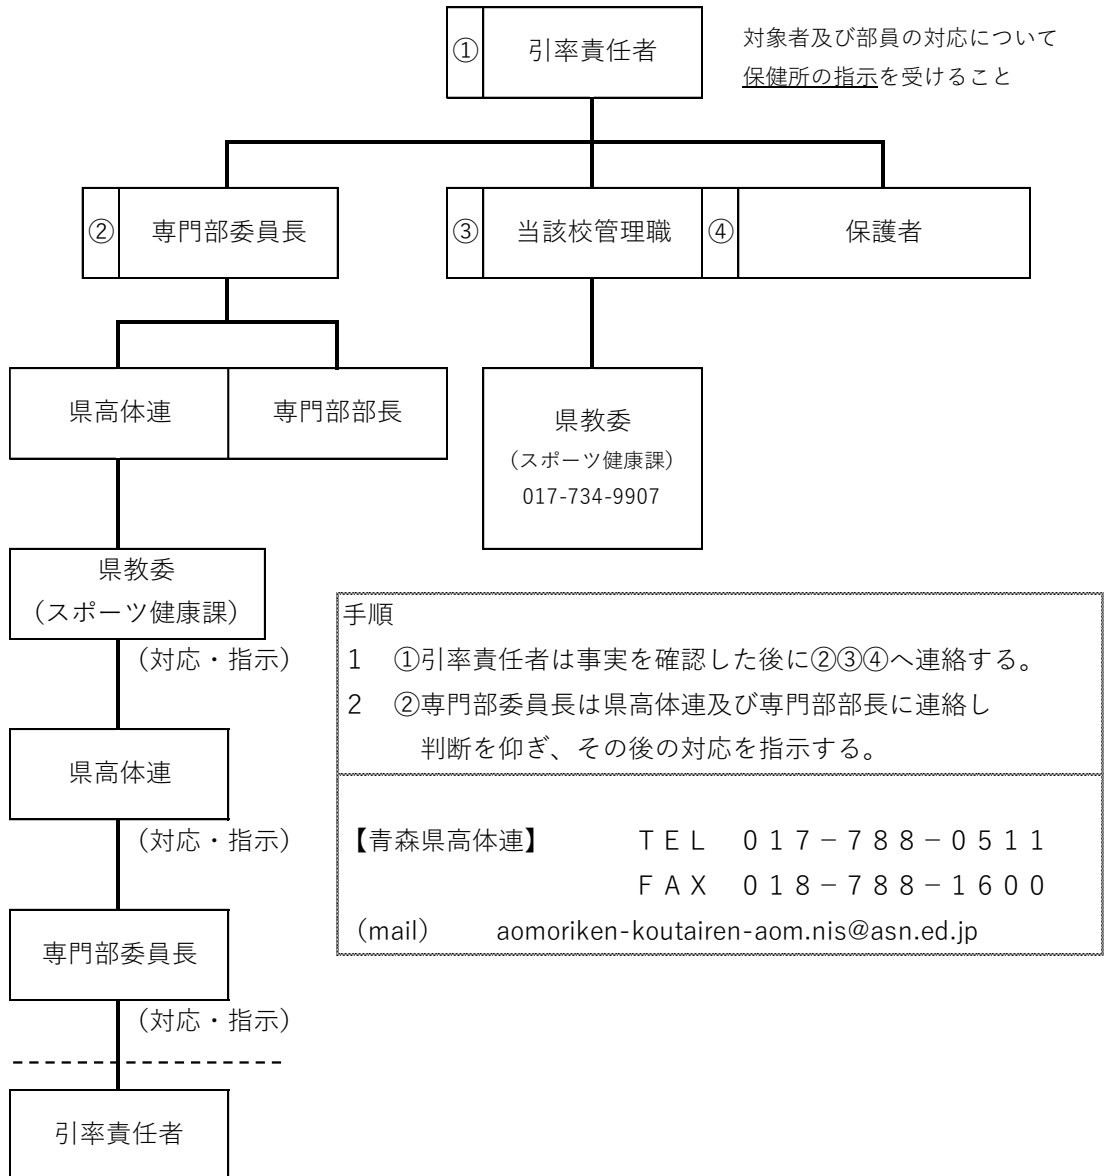 ① 引率責任者
対象者及び部員の対応について
保健所の指示を受けること
② 専門部委員長
③ 当該校管理職
④ 保護者
県高体連
専門部部長
県教委
（スポーツ健康課）
017-734-9907
県教委
（スポーツ健康課）
（対応・指示）
県高体連
（対応・指示）
専門部委員長
（対応・指示）
引率責任者
手順
1 ①引率責任者は事実を確認した後に②③④へ連絡する。
2 ②専門部委員長は県高体連及び専門部部長に連絡し
判断を仰ぎ、その後の対応を指示する。
【青森県高体連】 ＴＥＬ ０１７－７８８－０５１１
ＦＡＸ ０１８－７８８－１６００
（mail） aomoriken-koutairen-aom.nis@asn.ed.jp